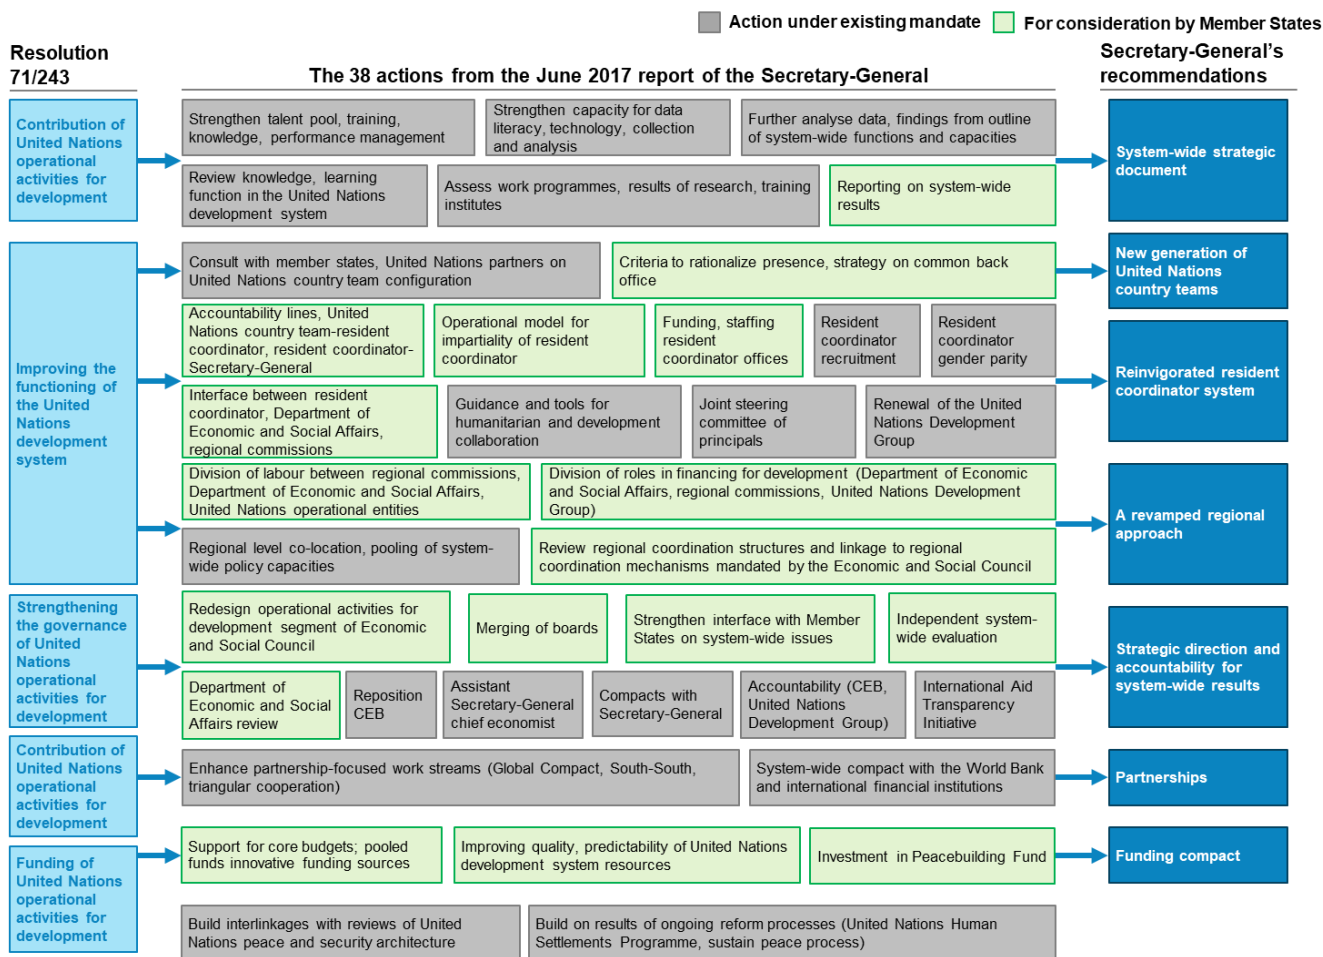 Action under existing mandate
For consideration by Member States
Resolution
71/243
The 38 actions from the June 2017 report of the Secretary-General
Secretary-General's
recommendations
Contribution of
United Nations
operational
activities for
development
Strengthen talent pool, training,
knowledge, performance management
Strengthen capacity for data
literacy, technology, collection
and analysis
Further analyse data, findings from outline
of system-wide functions and capacities
Review knowledge, learning
function in the United Nations
development system
Assess work programmes, results of research, training
institutes
Reporting on system-wide
results
System-wide strategic
document
Improving the
functioning of
the United
Nations
development
system
Consult with member states, United Nations partners on
United Nations country team configuration
Criteria to rationalize presence, strategy on common back
office
New generation of
United Nations
country teams
Accountability lines, United
Nations country team-resident
coordinator, resident coordinator-
Secretary-General
Operational model for
impartiality of resident
coordinator
Funding, staffing
resident
coordinator offices
Resident
coordinator
recruitment
Resident
coordinator
gender parity
Interface between resident
coordinator, Department of
Economic and Social Affairs,
regional commissions
Guidance and tools for
humanitarian and development
collaboration
Joint steering
committee of
principals
Renewal of the United
Nations Development
Group
Reinvigorated resident
coordinator system
Division of labour between regional commissions,
Department of Economic and Social Affairs,
United Nations operational entities
Division of roles in financing for development (Department of Economic
and Social Affairs, regional commissions, United Nations Development
Group)
Regional level co-location, pooling of system-
wide policy capacities
Review regional coordination structures and linkage to regional
coordination mechanisms mandated by the Economic and Social Council
A revamped regional
approach
Strengthening
the governance
of United
Nations
operational
activities for
development
Redesign operational activities for
development segment of Economic
and Social Council
Merging of boards
Strengthen interface with Member
States on system-wide issues
Independent system-
wide evaluation
Department of
Economic and Social
Affairs review
Reposition
CEB
Assistant
Secretary-General
chief economist
Compacts with
Secretary-General
Accountability (CEB,
United Nations
Development Group)
International Aid
Transparency
Initiative
Strategic direction and
accountability for
system-wide results
Contribution of
United Nations
operational
activities for
development
Enhance partnership-focused work streams (Global Compact, South-South,
triangular cooperation)
System-wide compact with the World Bank
and international financial institutions
Partnerships
Funding of
United Nations
operational
activities for
development
Support for core budgets; pooled
funds innovative funding sources
Improving quality, predictability of United Nations
development system resources
Investment in Peacebuilding Fund
Funding compact
Build interlinkages with reviews of United
Nations peace and security architecture
Build on results of ongoing reform processes (United Nations Human
Settlements Programme, sustain peace process)